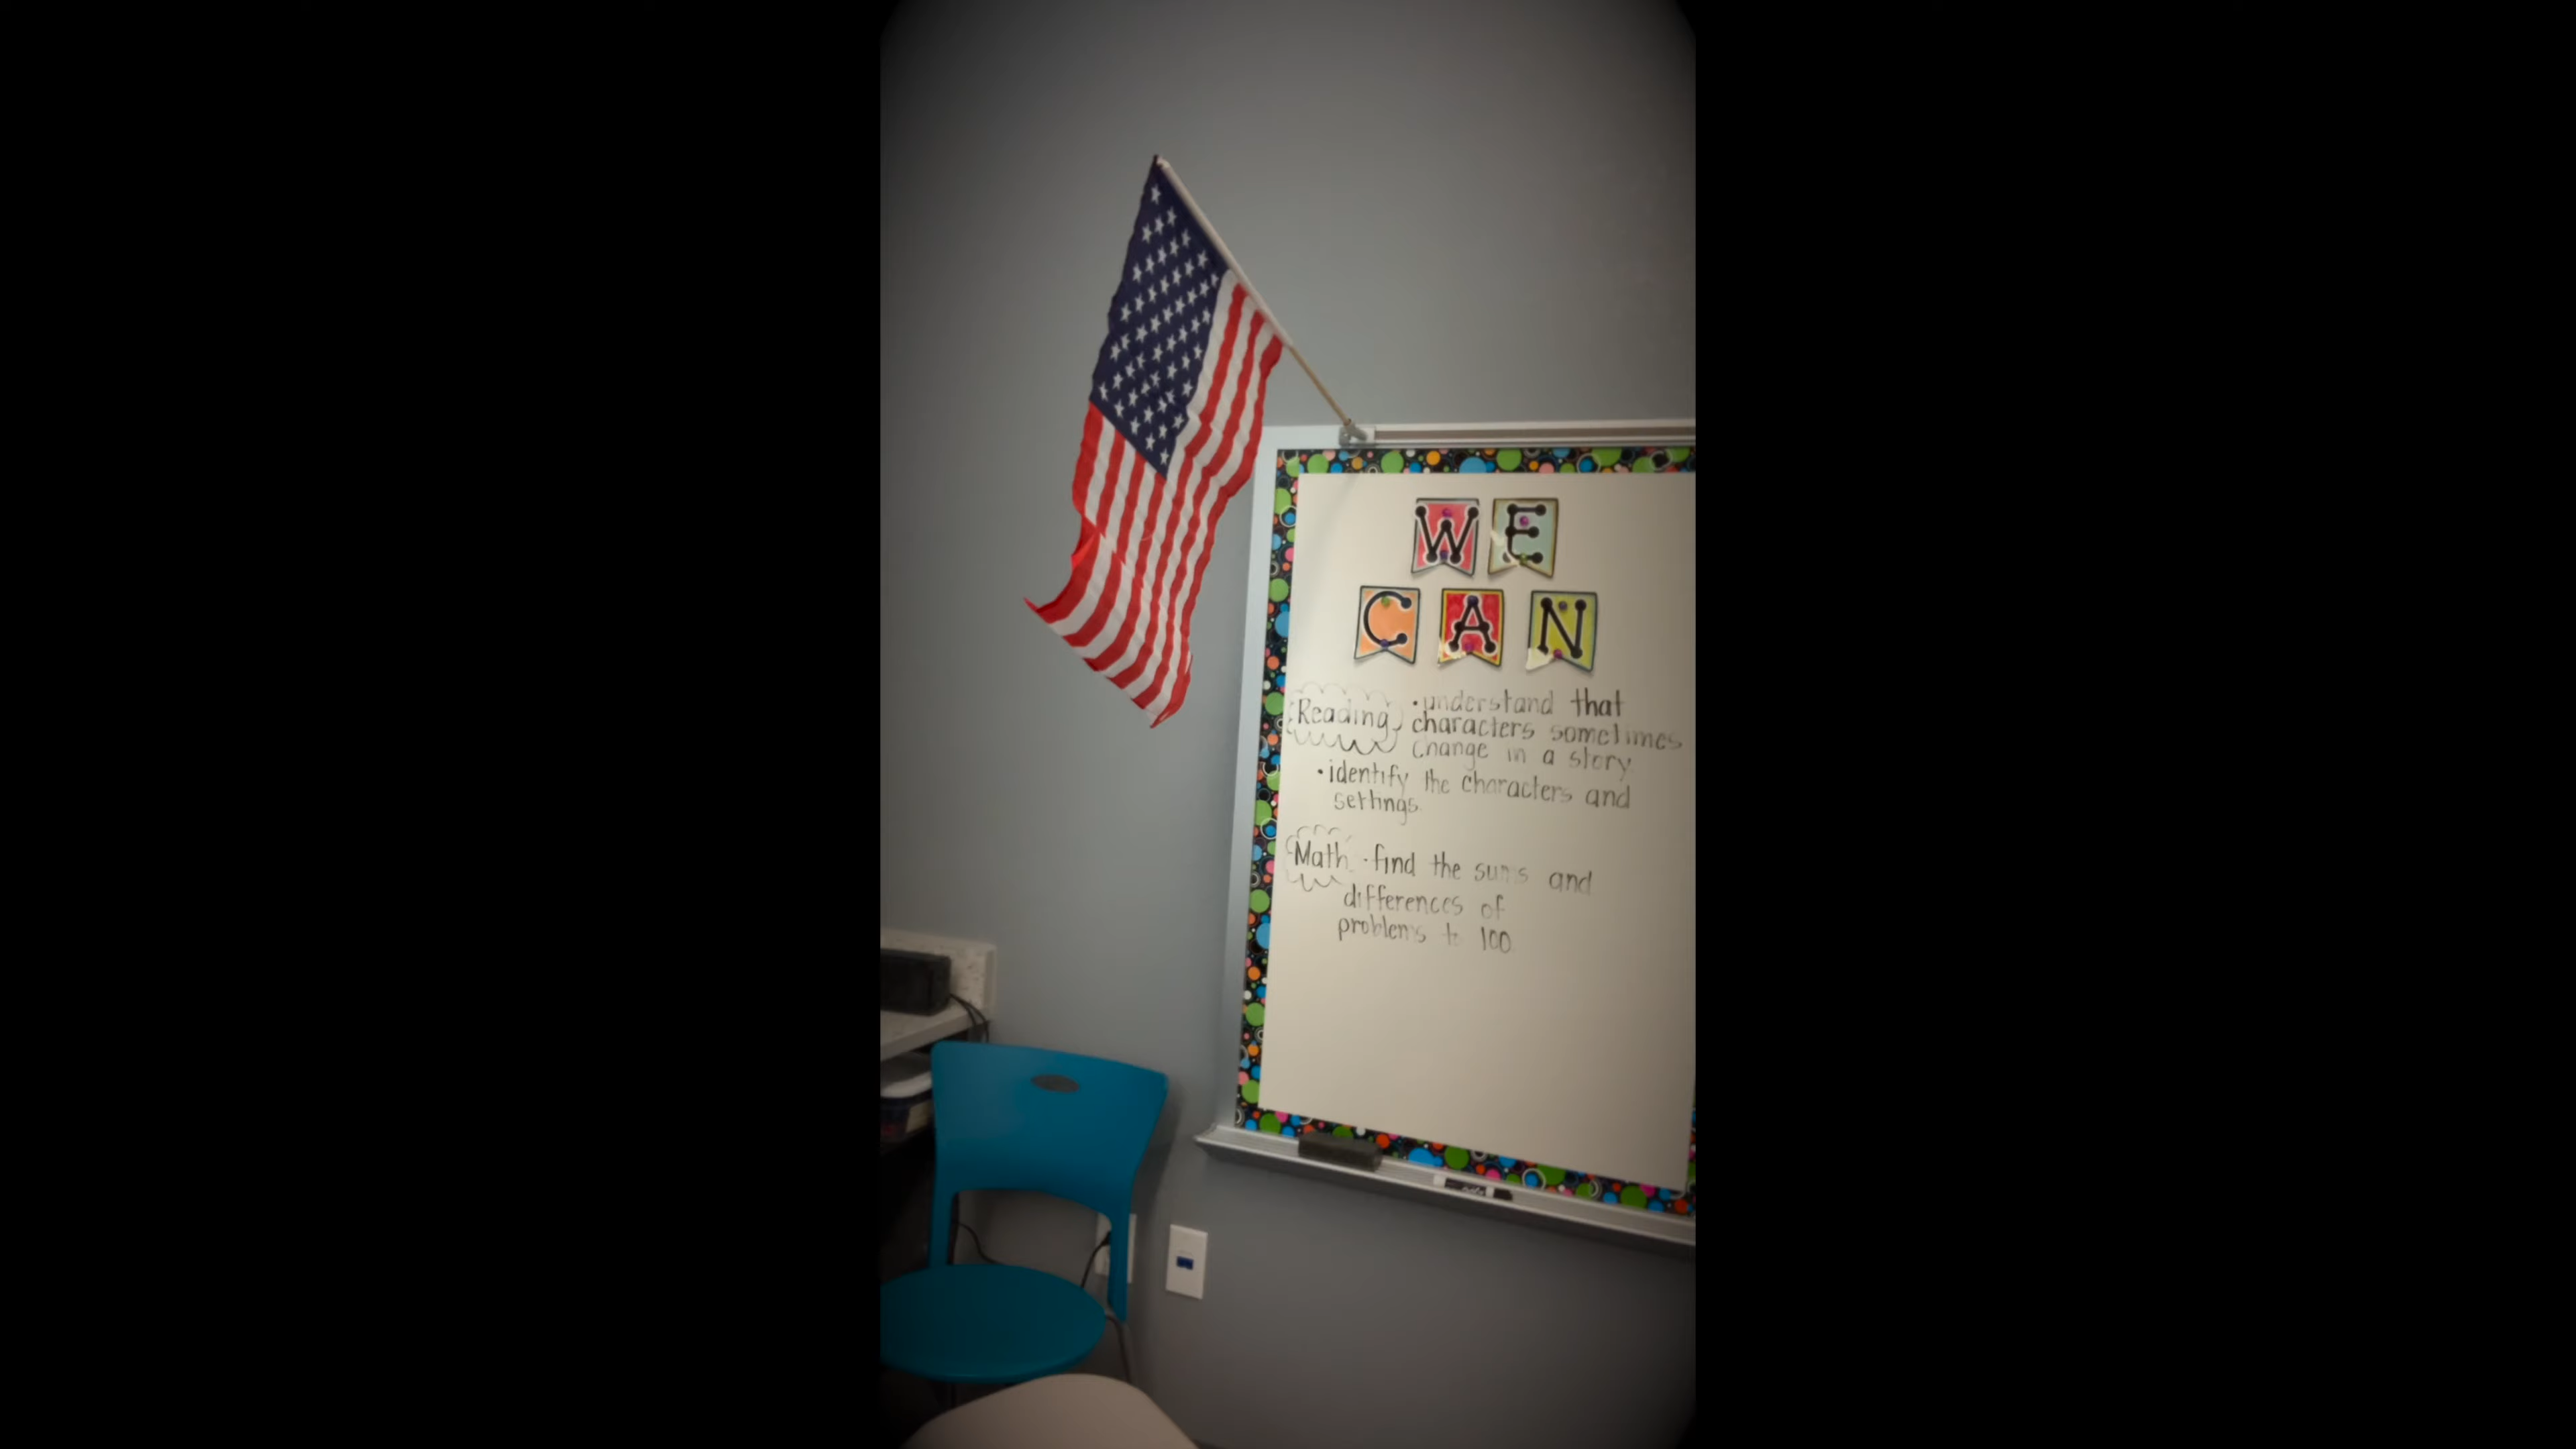 WE
CAN
Reading • understand that
characters sometimes
change in a story.
• identify the characters and
settings.
Math • find the sums and
differences of
problems to 100